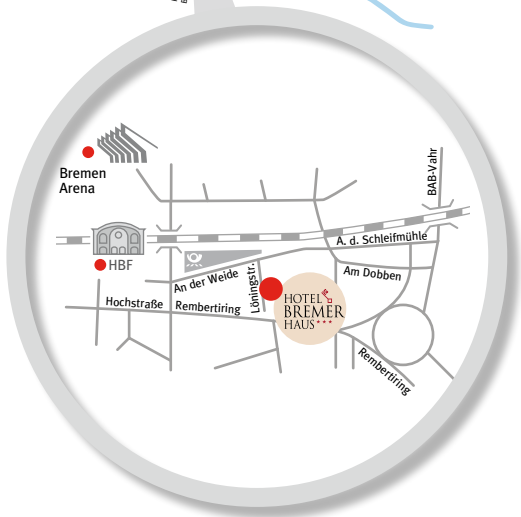 Bremen
Arena
BAB-Vahr
A. d. Schleifmühle
HBF
Am Dobben
An der Weide
Löningstr.
HOTEL
BREMER
HAUS***
Hochstraße Rembertiring
Rembertiring